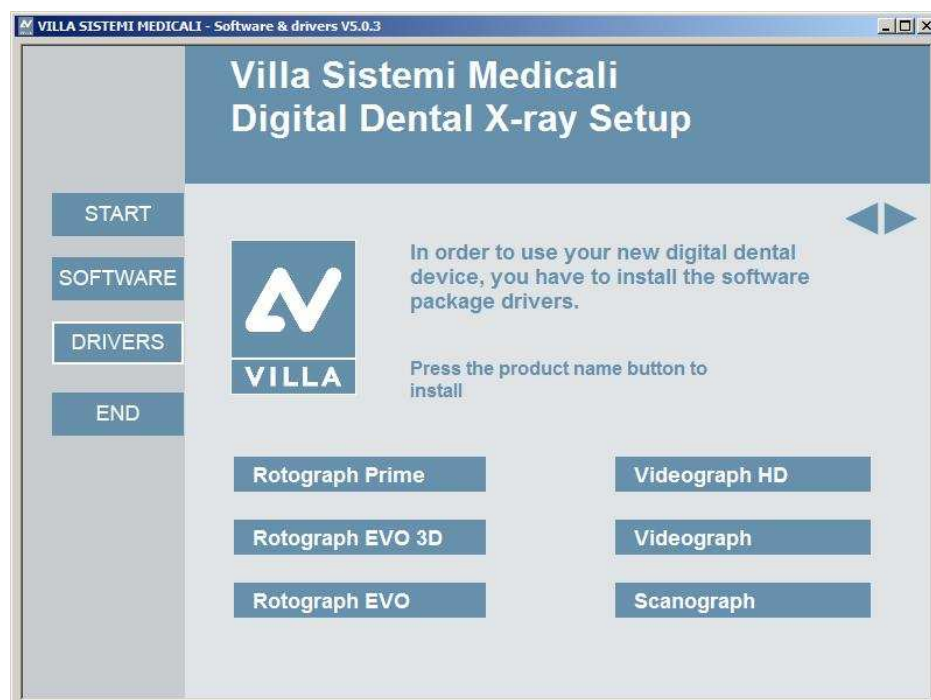 VILLA SISTEMI MEDICALI - Software & drivers V5.0.3
Villa Sistemi Medicali
Digital Dental X-ray Setup
START
SOFTWARE
DRIVERS
END
In order to use your new digital dental
device, you have to install the software
package drivers.
VILLA
Press the product name button to
install
Rotograph Prime
Videograph HD
Rotograph EVO 3D
Videograph
Rotograph EVO
Scanograph